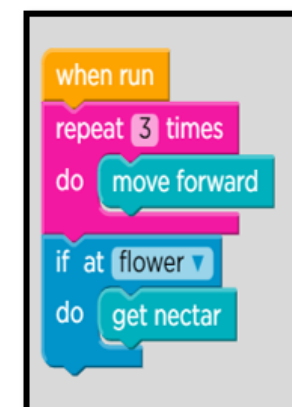 when run
repeat 3 times
do move forward
if at flower
do get nectar